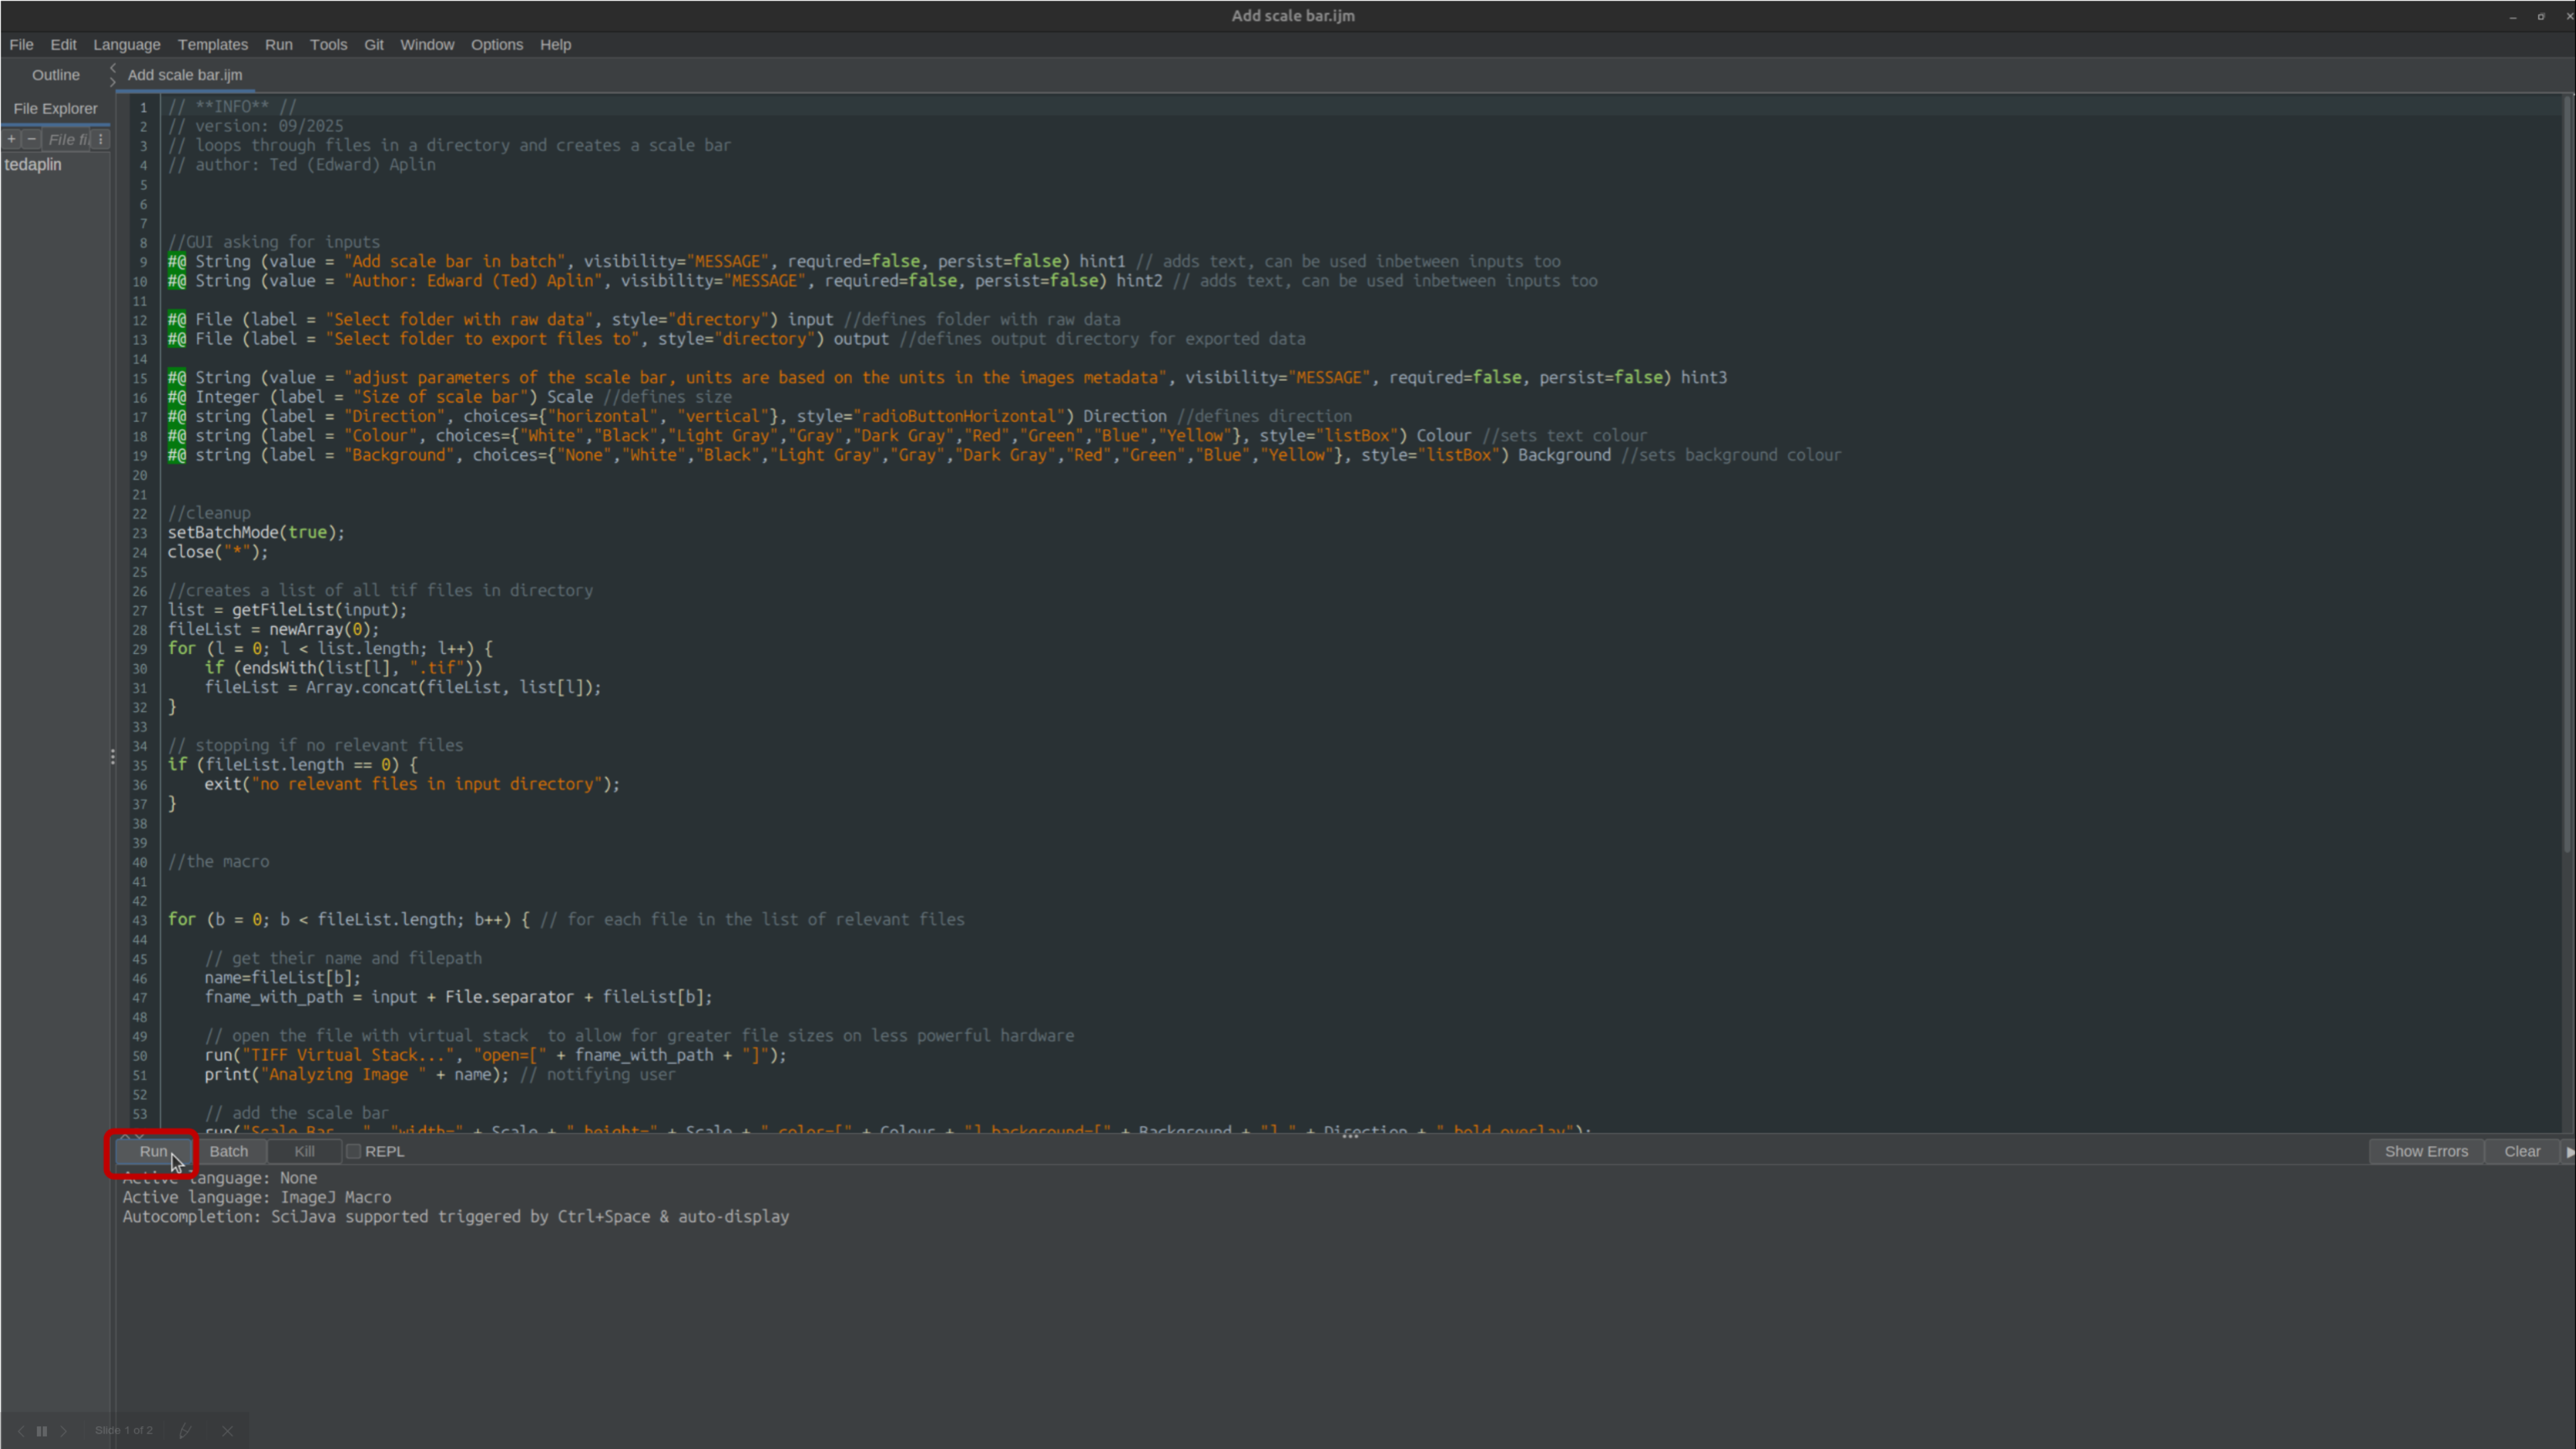 Add scale bar.ijm
File Edit Language Templates Run Tools Git Window Options Help
Outline
Add scale bar.ijm
File Explorer
+ − File fil
tedaplin
1 // **INFO** //
2 // version: 09/2025
3 // loops through files in a directory and creates a scale bar
4 // author: Ted (Edward) Aplin
5
6
7
8 //GUI asking for inputs
9 #@ String (value = "Add scale bar in batch", visibility="MESSAGE", required=false, persist=false) hint1 // adds text, can be used inbetween inputs too
10 #@ String (value = "Author: Edward (Ted) Aplin", visibility="MESSAGE", required=false, persist=false) hint2 // adds text, can be used inbetween inputs too
11
12 #@ File (label = "Select folder with raw data", style="directory") input //defines folder with raw data
13 #@ File (label = "Select folder to export files to", style="directory") output //defines output directory for exported data
14
15 #@ String (value = "adjust parameters of the scale bar, units are based on the units in the images metadata", visibility="MESSAGE", required=false, persist=false) hint3
16 #@ Integer (label = "Size of scale bar") Scale //defines size
17 #@ string (label = "Direction", choices={"horizontal", "vertical"}, style="radioButtonHorizontal") Direction //defines direction
18 #@ string (label = "Colour", choices={"White","Black","Light Gray","Gray","Dark Gray","Red","Green","Blue","Yellow"}, style="listBox") Colour //sets text colour
19 #@ string (label = "Background", choices={"None","White","Black","Light Gray","Gray","Dark Gray","Red","Green","Blue","Yellow"}, style="listBox") Background //sets background colour
20
21
22 //cleanup
23 setBatchMode(true);
24 close("*");
25
26 //creates a list of all tif files in directory
27 list = getFileList(input);
28 fileList = newArray(0);
29 for (l = 0; l < list.length; l++) {
30     if (endsWith(list[l], ".tif"))
31     fileList = Array.concat(fileList, list[l]);
32 }
33
34 // stopping if no relevant files
35 if (fileList.length == 0) {
36     exit("no relevant files in input directory");
37 }
38
39
40 //the macro
41
42
43 for (b = 0; b < fileList.length; b++) { // for each file in the list of relevant files
44
45     // get their name and filepath
46     name=fileList[b];
47     fname_with_path = input + File.separator + fileList[b];
48
49     // open the file with virtual stack  to allow for greater file sizes on less powerful hardware
50     run("TIFF Virtual Stack...", "open=[" + fname_with_path + "]");
51     print("Analyzing Image " + name); // notifying user
52
53     // add the scale bar
run("Scale Bar...", "width=" + Scale + " height=" + Scale + " color=[" + Colour + "] background=[" + Background + "] " + Direction + " bold overlay");
Run Batch Kill REPL Show Errors Clear
Active language: None
Active language: ImageJ Macro
Autocompletion: SciJava supported triggered by Ctrl+Space & auto-display
Slide 1 of 2